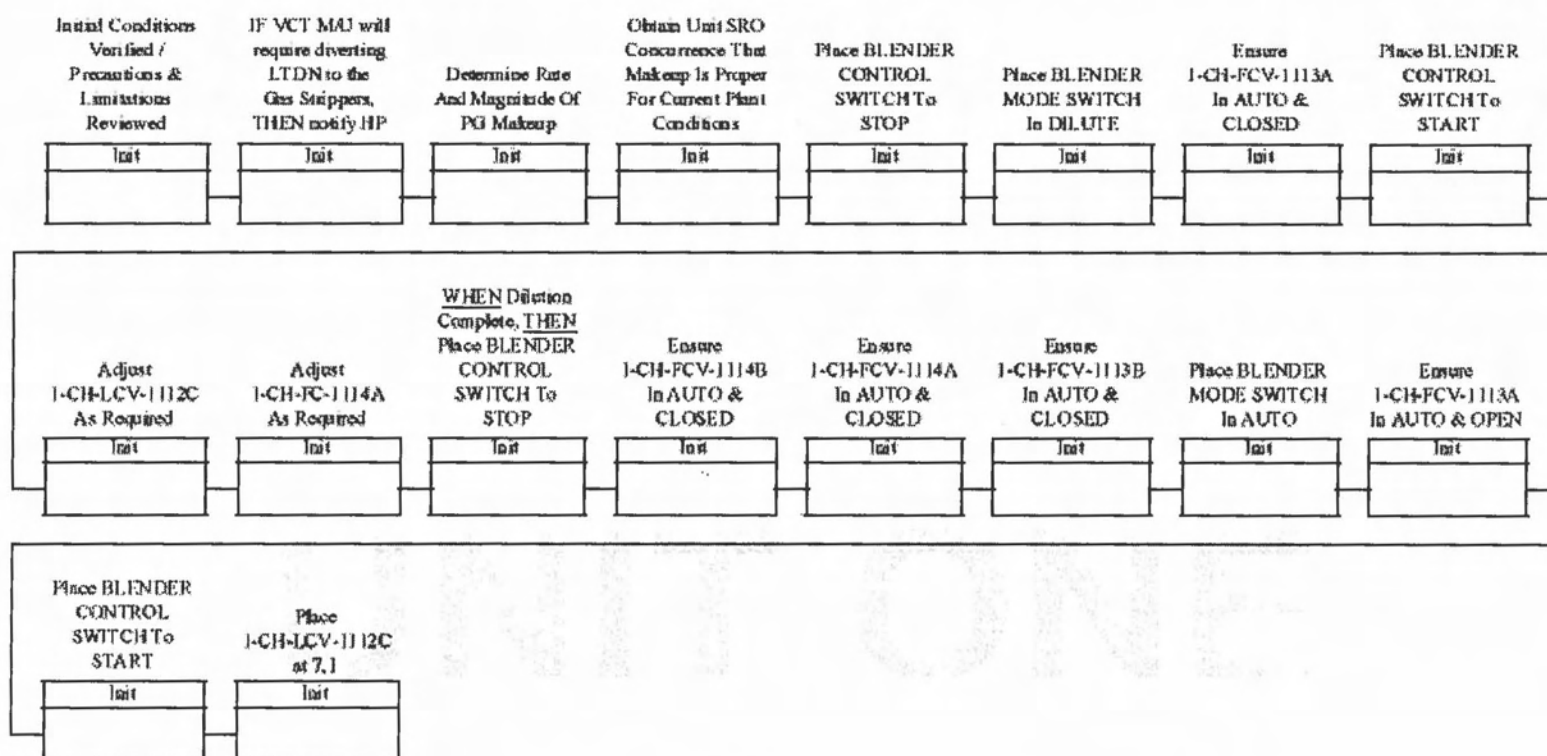 Initial Conditions
Verified /
Precautions &
Limitations
Reviewed
Init
IF VCT M/U will
require diverting
LTDN to the
Gas Strippers,
THEN notify HP
Init
Determine Rate
And Magnitude Of
PG Makeup
Init
Obtain Unit SRO
Concurrence That
Makeup Is Proper
For Current Plant
Conditions
Init
Place BLENDER
CONTROL
SWITCH To
STOP
Init
Place BLENDER
MODE SWITCH
In DILUTE
Init
Ensure
1-CH-FCV-1113A
In AUTO &
CLOSED
Init
Place BLENDER
CONTROL
SWITCH To
START
Init
Adjust
1-CH-LCV-1112C
As Required
Init
Adjust
1-CH-FC-1114A
As Required
Init
WHEN Dilution
Complete, THEN
Place BLENDER
CONTROL
SWITCH To
STOP
Init
Ensure
1-CH-FCV-1114B
In AUTO &
CLOSED
Init
Ensure
1-CH-FCV-1114A
In AUTO &
CLOSED
Init
Ensure
1-CH-FCV-1113B
In AUTO &
CLOSED
Init
Place BLENDER
MODE SWITCH
In AUTO
Init
Ensure
1-CH-FCV-1113A
In AUTO & OPEN
Init
Place BLENDER
CONTROL
SWITCH To
START
Init
Place
1-CH-LCV-1112C
at 7.1
Init
UNIT ONE